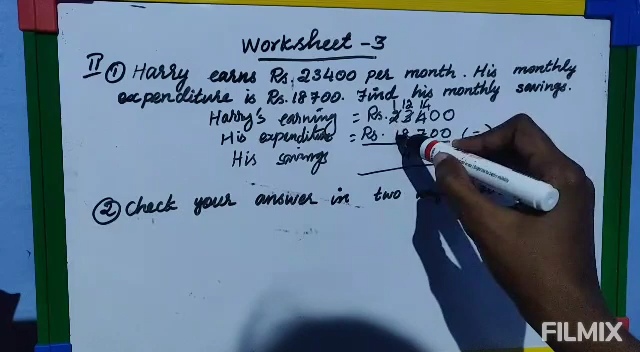 Worksheet -3
II ① Harry earns Rs. 23400 per month. His monthly
expenditure is Rs. 18700. Find his monthly savings.
1 12 14
Harry's earning = Rs. 23400
His expenditure = Rs. 18700 (-)
His savings
② Check your answer in two
FILMIX